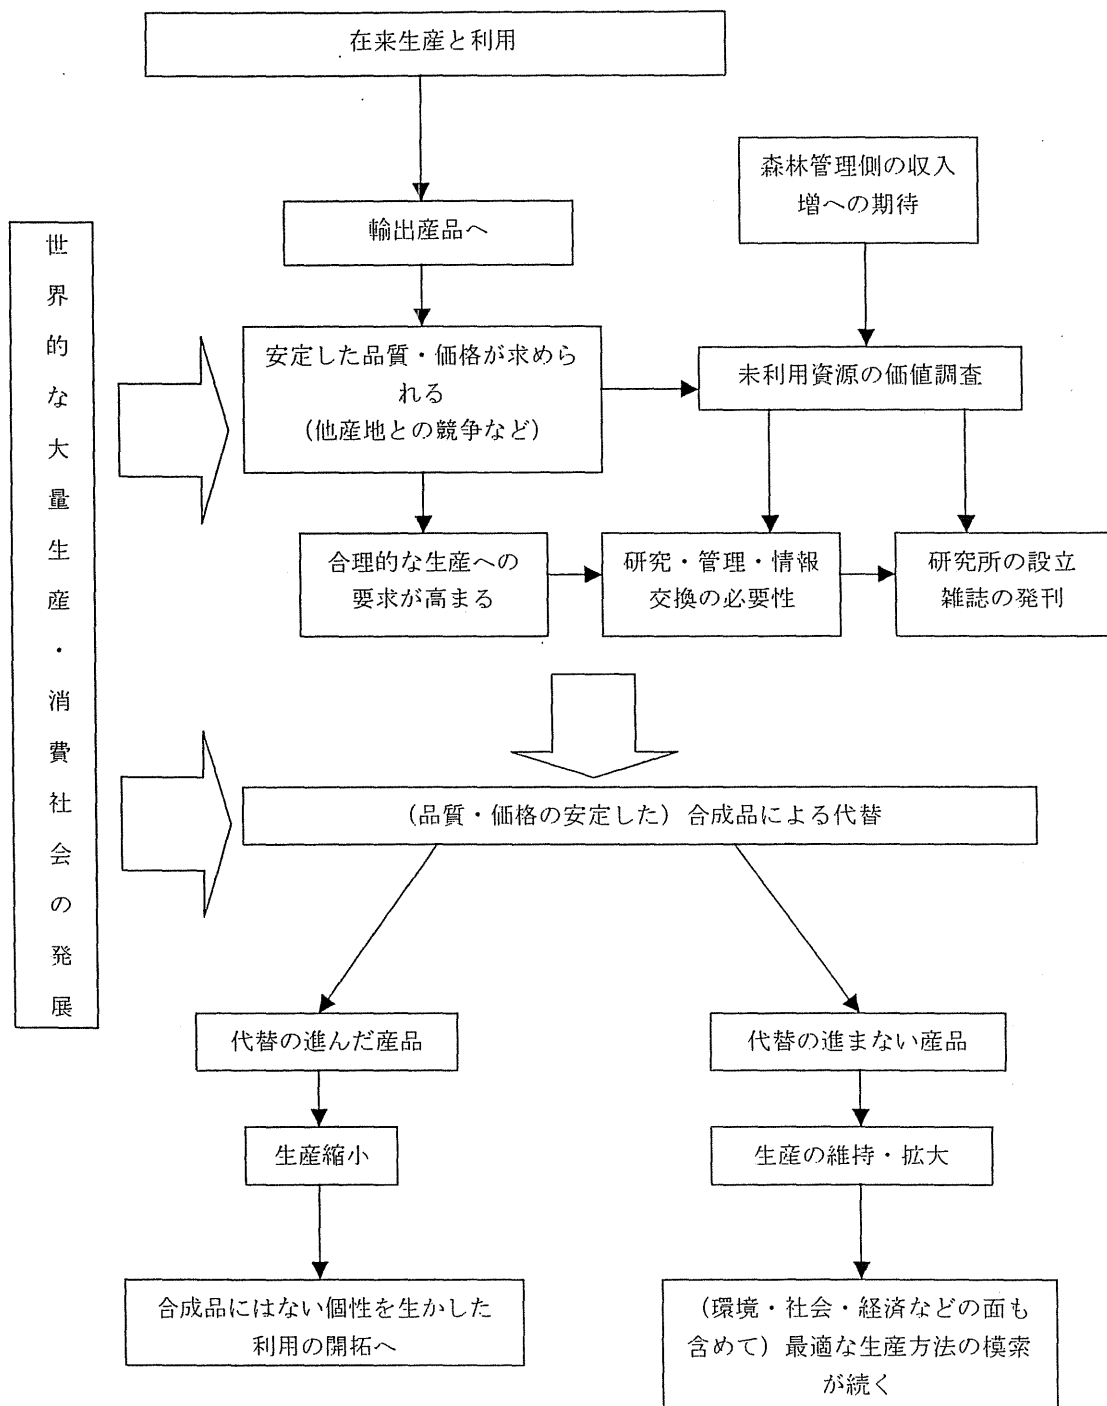 在来生産と利用
森林管理側の収入
増への期待
輸出産品へ
世界的な大量生産・消費社会の発展
安定した品質・価格が求めら
れる
(他産地との競争など)
未利用資源の価値調査
合理的な生産への
要求が高まる
研究・管理・情報
交換の必要性
研究所の設立
雑誌の発刊
(品質・価格の安定した)合成品による代替
代替の進んだ産品
代替の進まない産品
生産縮小
生産の維持・拡大
合成品にはない個性を生かした
利用の開拓へ
(環境・社会・経済などの面も
含めて)最適な生産方法の模索
が続く